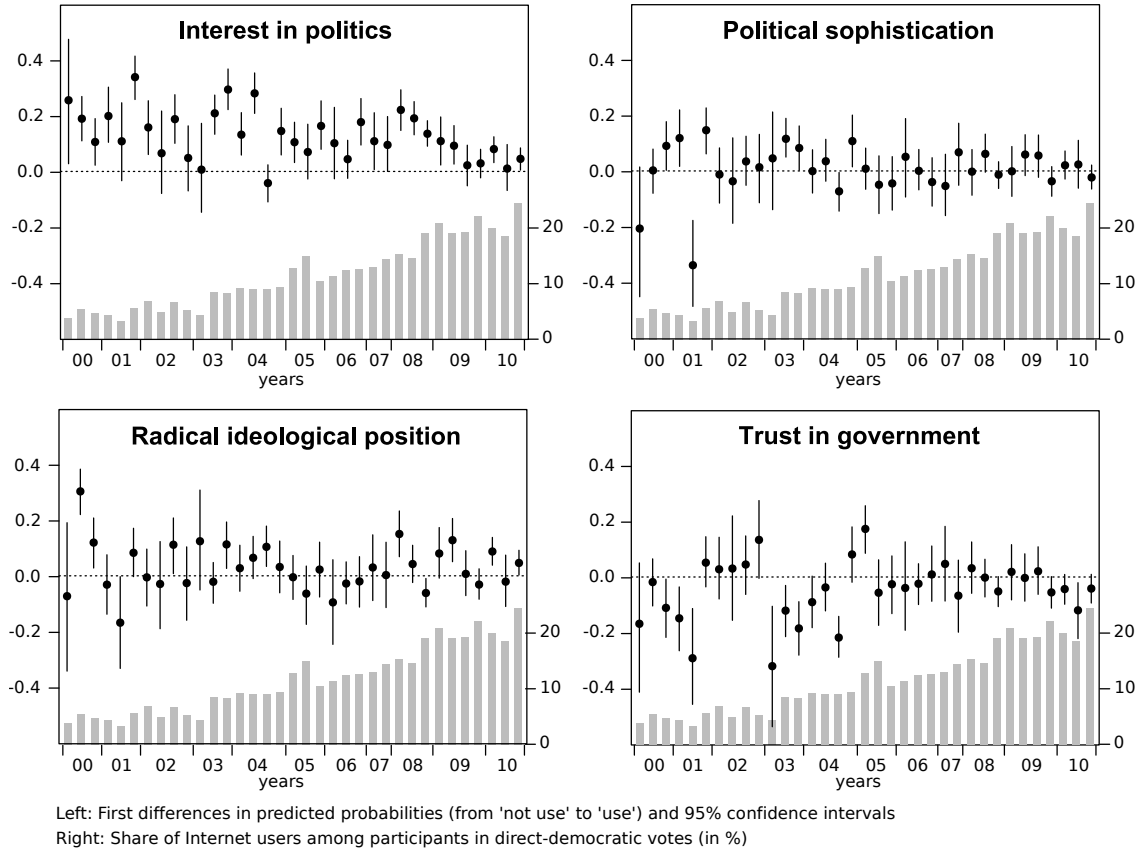 Interest in politics
0.4
0.2
0.0
-0.2
-0.4
20
10
0
00 01 02 03 04 05 06 07 08 09 10
years
Political sophistication
0.4
0.2
0.0
-0.2
-0.4
20
10
0
00 01 02 03 04 05 06 07 08 09 10
years
Radical ideological position
0.4
0.2
0.0
-0.2
-0.4
20
10
0
00 01 02 03 04 05 06 07 08 09 10
years
Trust in government
0.4
0.2
0.0
-0.2
-0.4
20
10
0
00 01 02 03 04 05 06 07 08 09 10
years
Left: First differences in predicted probabilities (from 'not use' to 'use') and 95% confidence intervals
Right: Share of Internet users among participants in direct-democratic votes (in %)